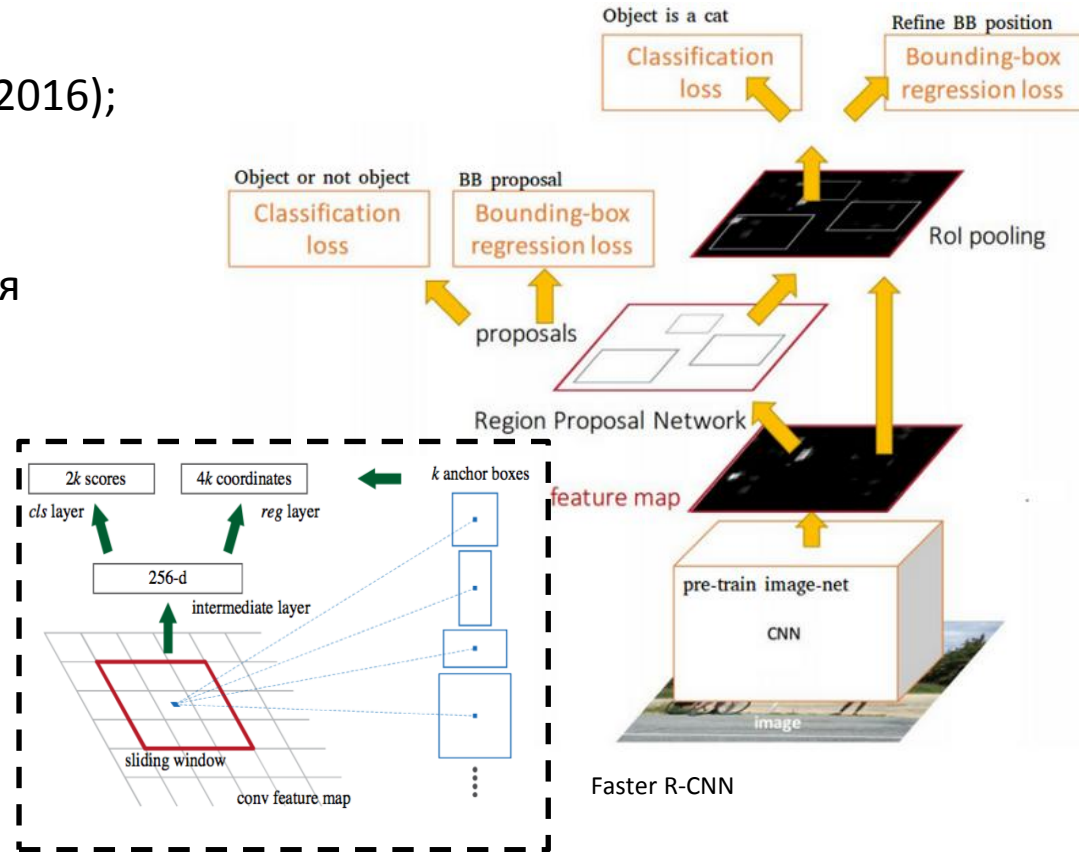 2016);
я
Object is a cat
Refine BB position
Classification
loss
Bounding-box
regression loss
Object or not object
BB proposal
Classification
loss
Bounding-box
regression loss
RoI pooling
proposals
Region Proposal Network
feature map
pre-train image-net
CNN
image
Faster R-CNN
2k scores
4k coordinates
k anchor boxes
cls layer
reg layer
256-d
intermediate layer
sliding window
conv feature map